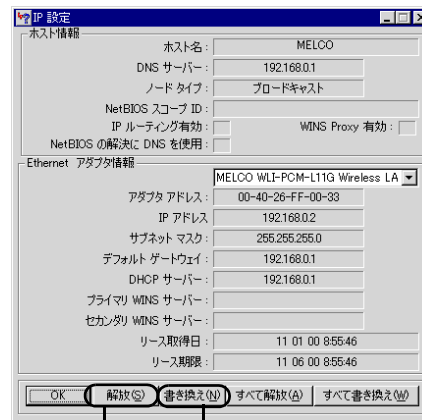 IP 設定
ホスト情報
ホスト名: MELCO
DNS サーバー: 192.168.0.1
ノード タイプ: ブロードキャスト
NetBIOS スコープ ID:
IP ルーティング有効: WINS Proxy 有効:
NetBIOS の解決に DNS を使用:
Ethernet アダプタ情報
MELCO WLI-PCM-L11G Wireless LA
アダプタ アドレス: 00-40-26-FF-00-33
IP アドレス 192.168.0.2
サブネット マスク: 255.255.255.0
デフォルト ゲートウェイ: 192.168.0.1
DHCP サーバー: 192.168.0.1
プライマリ WINS サーバー:
セカンダリ WINS サーバー:
リース取得日: 11 01 00 8:55:46
リース期限: 11 06 00 8:55:46
OK 解放(S) 書き換え(N) すべて解放(A) すべて書き換え(W)